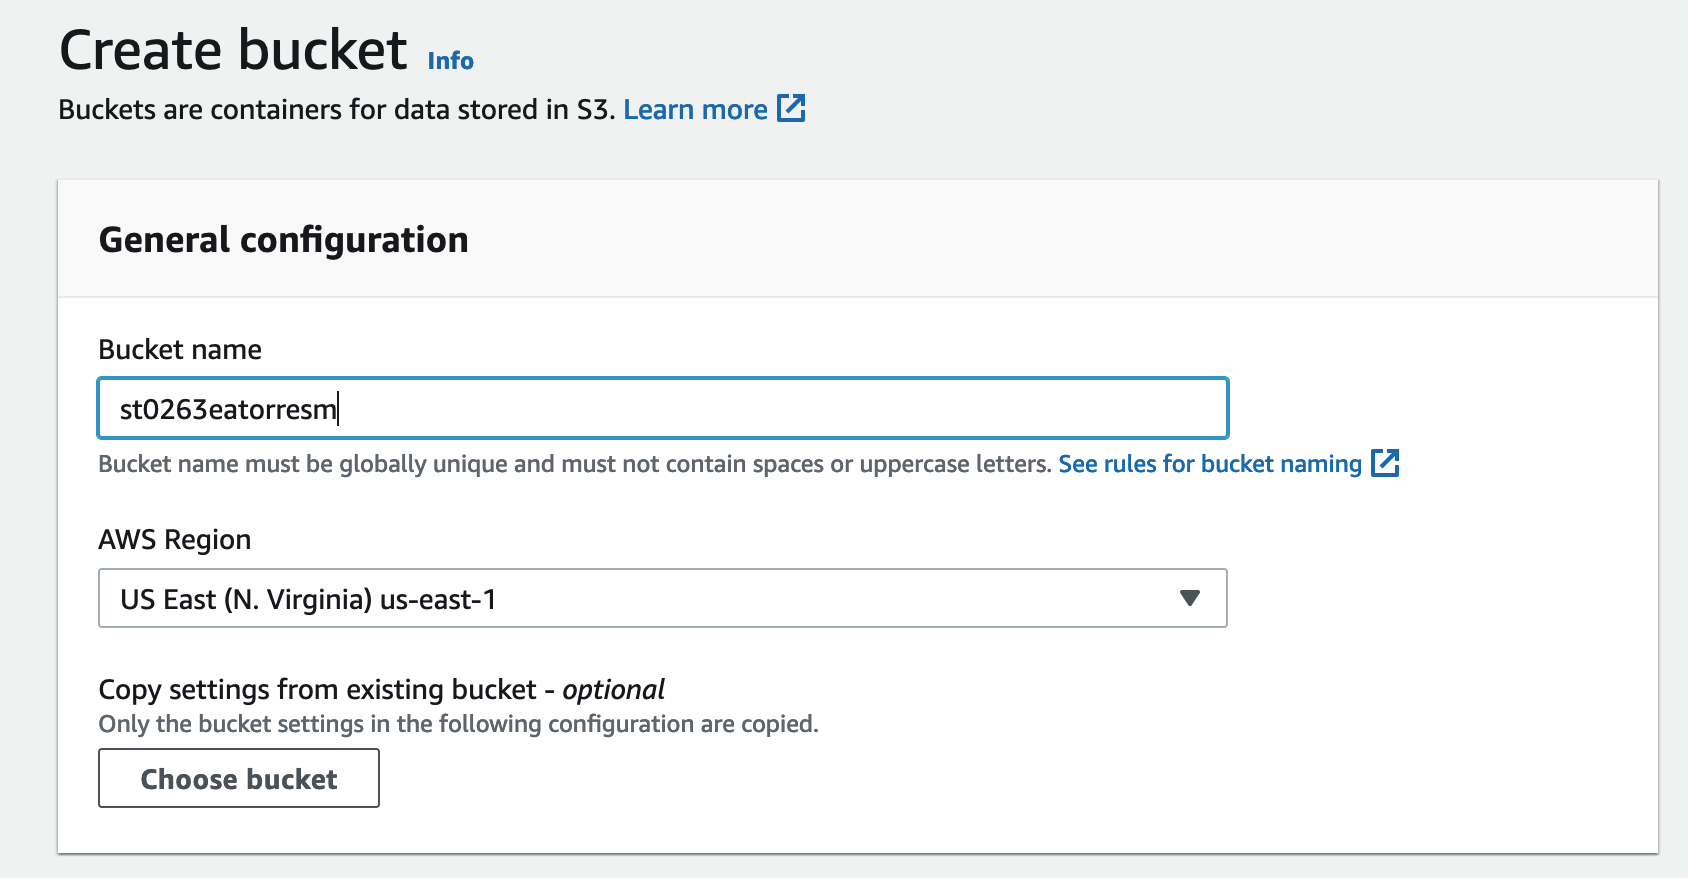 Create bucket Info
Buckets are containers for data stored in S3. Learn more
General configuration
Bucket name
st0263eatorresm
Bucket name must be globally unique and must not contain spaces or uppercase letters. See rules for bucket naming
AWS Region
US East (N. Virginia) us-east-1
Copy settings from existing bucket - optional
Only the bucket settings in the following configuration are copied.
Choose bucket